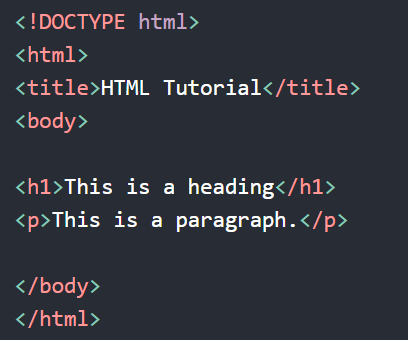 <!DOCTYPE html>
<html>
<title>HTML Tutorial</title>
<body>
<h1>This is a heading</h1>
<p>This is a paragraph.</p>
</body>
</html>